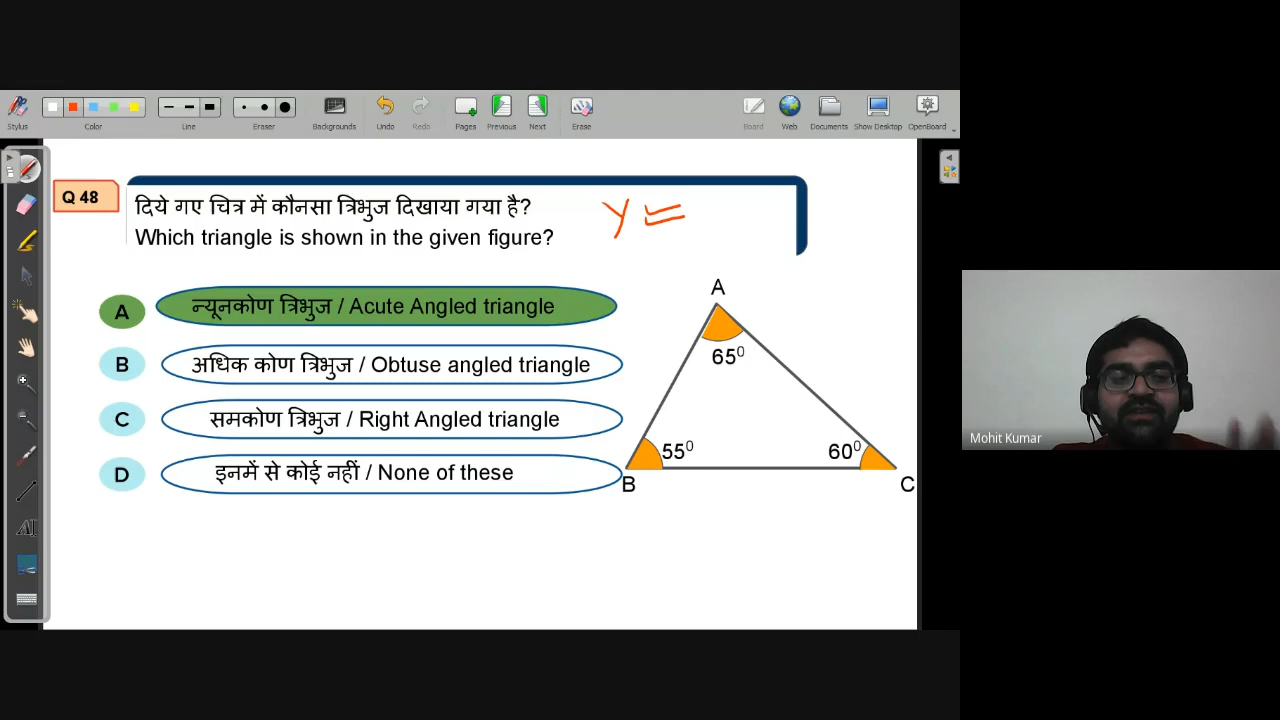 Stylus
Color
Line
Eraser
Backgrounds
Undo
Redo
Pages
Previous
Next
Erase
Board
Web
Documents
Show Desktop
OpenBoard
Q 48
दिये गए चित्र में कौनसा त्रिभुज दिखाया गया है?
Which triangle is shown in the given figure?
y =
A
न्यूनकोण त्रिभुज / Acute Angled triangle
B
अधिक कोण त्रिभुज / Obtuse angled triangle
C
समकोण त्रिभुज / Right Angled triangle
D
इनमें से कोई नहीं / None of these
A
65⁰
55⁰
60⁰
B
C
Mohit Kumar